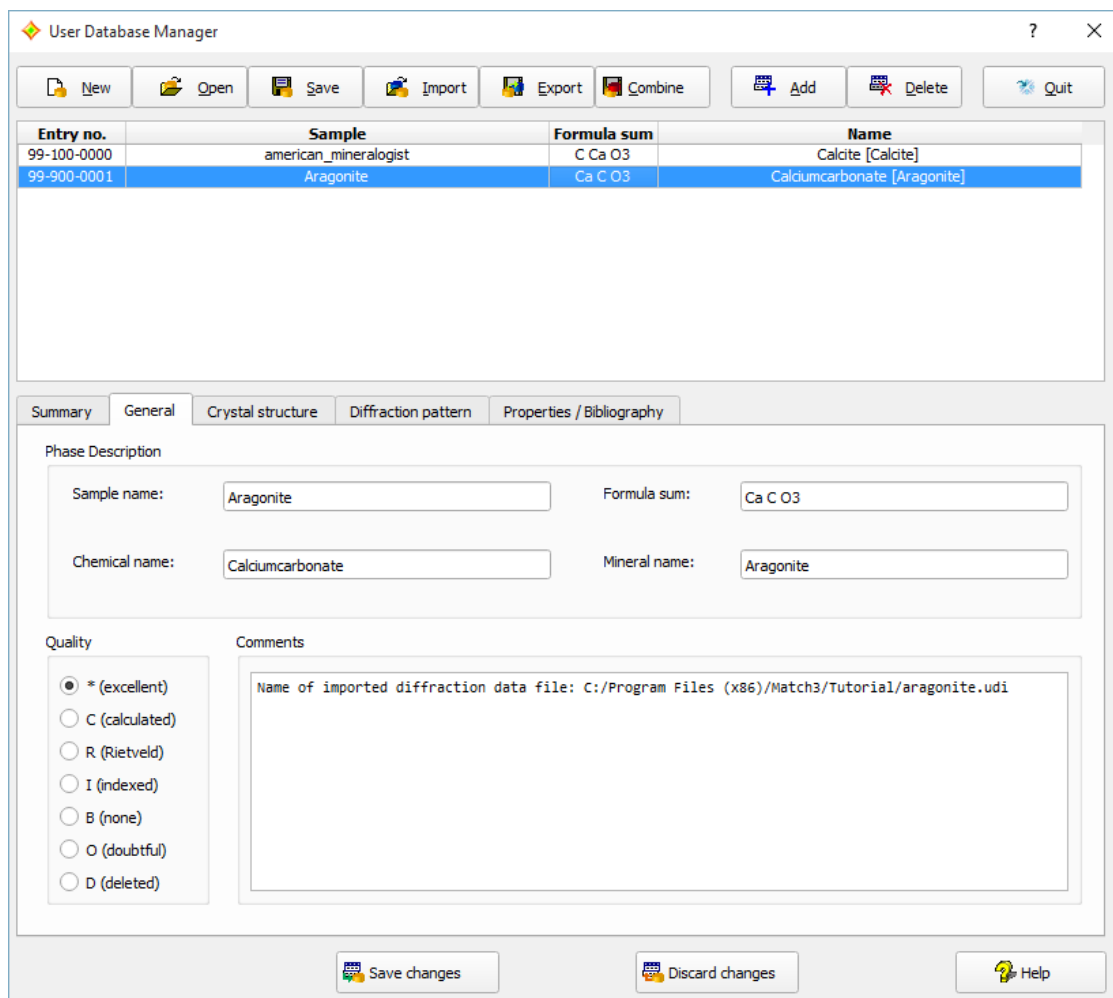 User Database Manager ?
New Open Save Import Export Combine Add Delete Quit
Entry no. Sample Formula sum Name
99-100-0000 american_mineralogist C Ca O3 Calcite [Calcite]
99-900-0001 Aragonite Ca C O3 Calciumcarbonate [Aragonite]
Summary General Crystal structure Diffraction pattern Properties / Bibliography
Phase Description
Sample name: Aragonite Formula sum: Ca C O3
Chemical name: Calciumcarbonate Mineral name: Aragonite
Quality Comments
* (excellent) Name of imported diffraction data file: C:/Program Files (x86)/Match3/Tutorial/aragonite.udi
C (calculated)
R (Rietveld)
I (indexed)
B (none)
O (doubtful)
D (deleted)
Save changes Discard changes Help